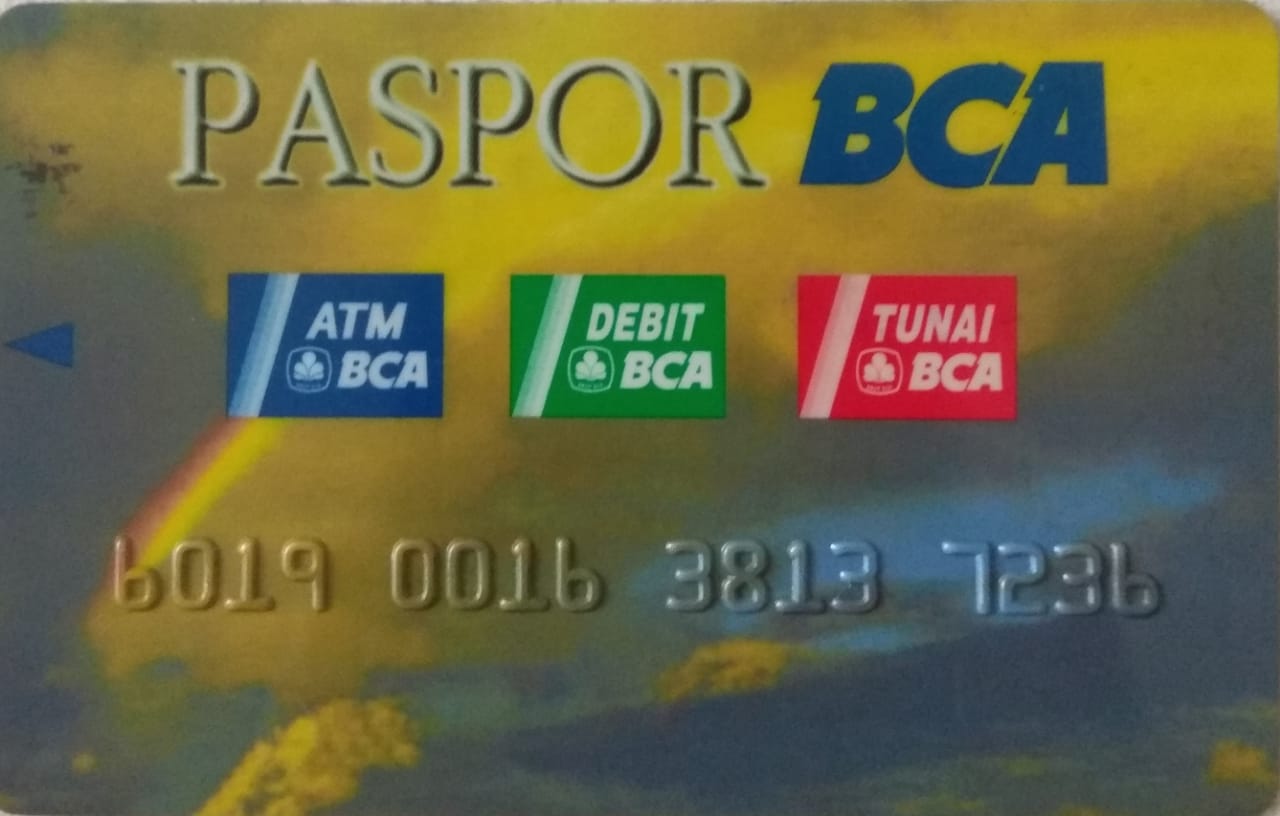 PASPOR BCA
ATM BCA
DEBIT BCA
TUNAI BCA
6019 0016 3813 7236